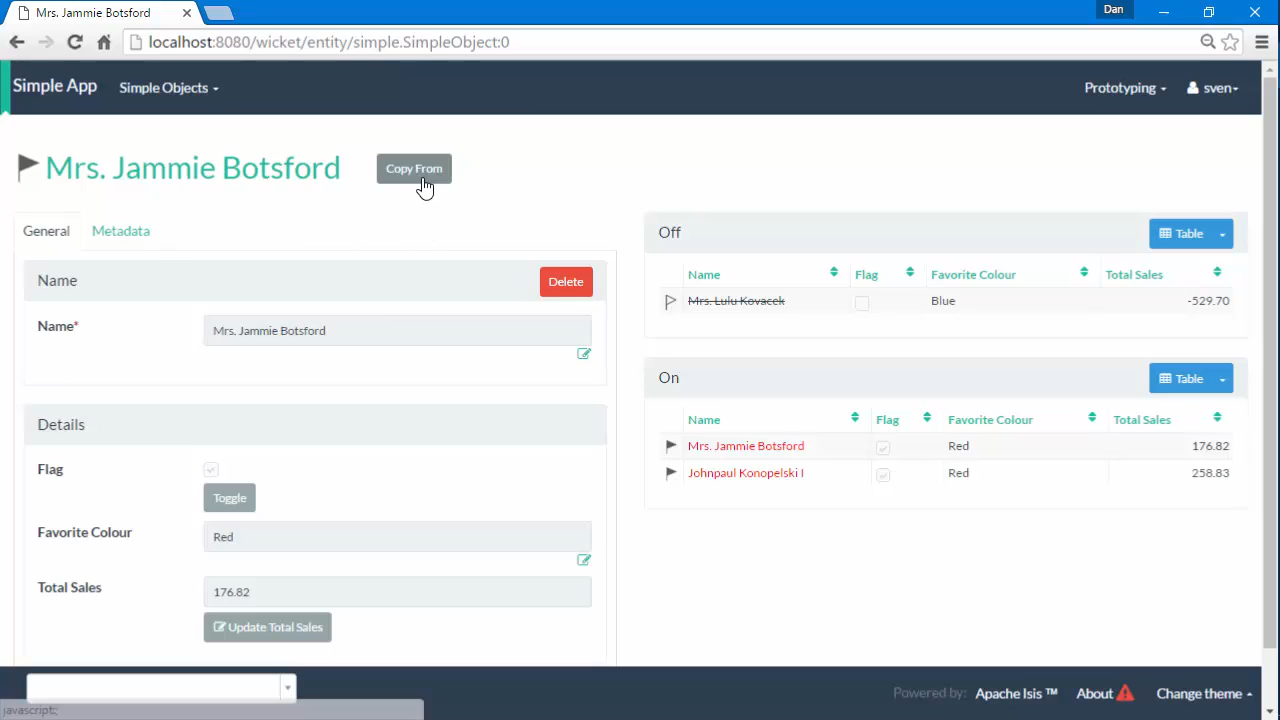 Mrs. Jammie Botsford
Dan
localhost:8080/wicket/entity/simple.SimpleObject:0
Simple App
Simple Objects
Prototyping
sven
Mrs. Jammie Botsford
Copy From
General
Metadata
Name
Delete
Name*
Mrs. Jammie Botsford
Details
Flag
Toggle
Favorite Colour
Red
Total Sales
176.82
Update Total Sales
Off
Table
Name Flag Favorite Colour Total Sales
Mrs. Lulu Kovacek Blue -529.70
On
Table
Name Flag Favorite Colour Total Sales
Mrs. Jammie Botsford Red 176.82
Johnpaul Konopelski I Red 258.83
Powered by: Apache Isis ™ About Change theme
javascript:;